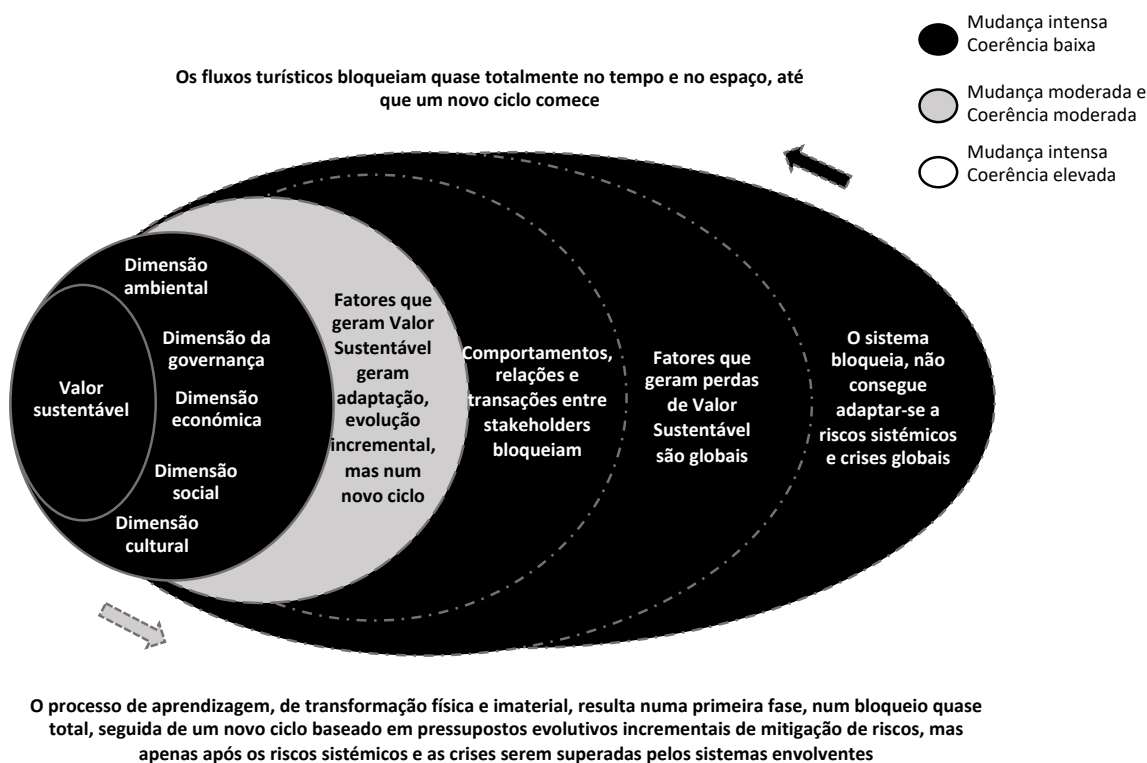 Mudança intensa
Coerência baixa
Mudança moderada e
Coerência moderada
Mudança intensa
Coerência elevada
Os fluxos turísticos bloqueiam quase totalmente no tempo e no espaço, até
que um novo ciclo comece
Valor
sustentável
Dimensão
ambiental
Dimensão da
governança
Dimensão
económica
Dimensão
social
Dimensão
cultural
Fatores que
geram Valor
Sustentável
geram
adaptação,
evolução
incremental,
mas num
novo ciclo
Comportamentos,
relações e
transações entre
stakeholders
bloqueiam
Fatores que
geram perdas
de Valor
Sustentável
são globais
O sistema
bloqueia, não
consegue
adaptar-se a
riscos sistémicos
e crises globais
O processo de aprendizagem, de transformação física e imaterial, resulta numa primeira fase, num bloqueio quase
total, seguida de um novo ciclo baseado em pressupostos evolutivos incrementais de mitigação de riscos, mas
apenas após os riscos sistémicos e as crises serem superadas pelos sistemas envolventes